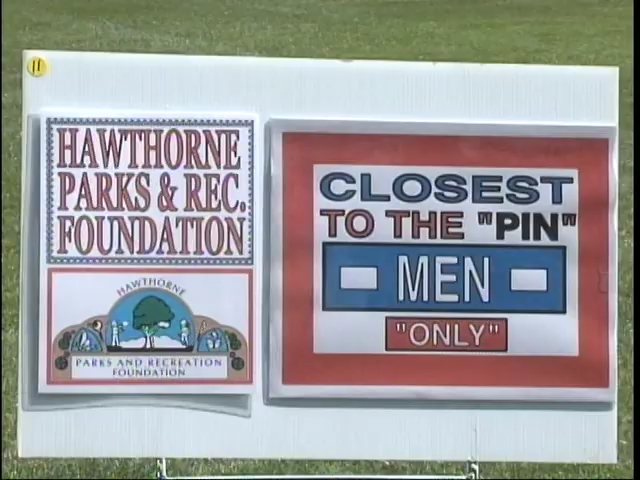 11
HAWTHORNE
PARKS & REC.
FOUNDATION
HAWTHORNE
PARKS AND RECREATION
FOUNDATION
CLOSEST
TO THE "PIN"
MEN
"ONLY"